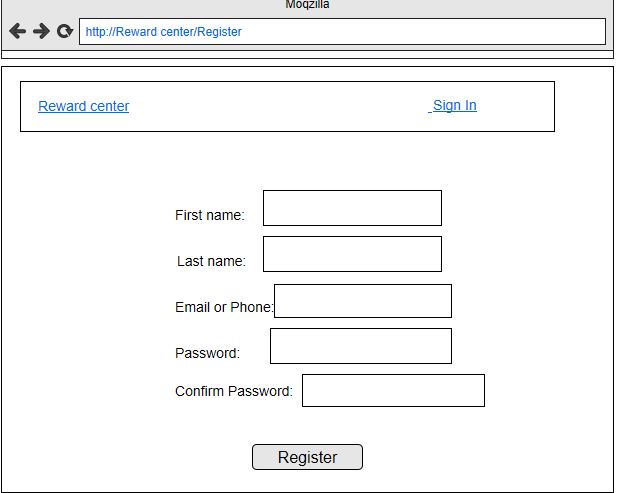 Moqzilla
http://Reward center/Register
Reward center
Sign In
First name:
Last name:
Email or Phone:
Password:
Confirm Password:
Register